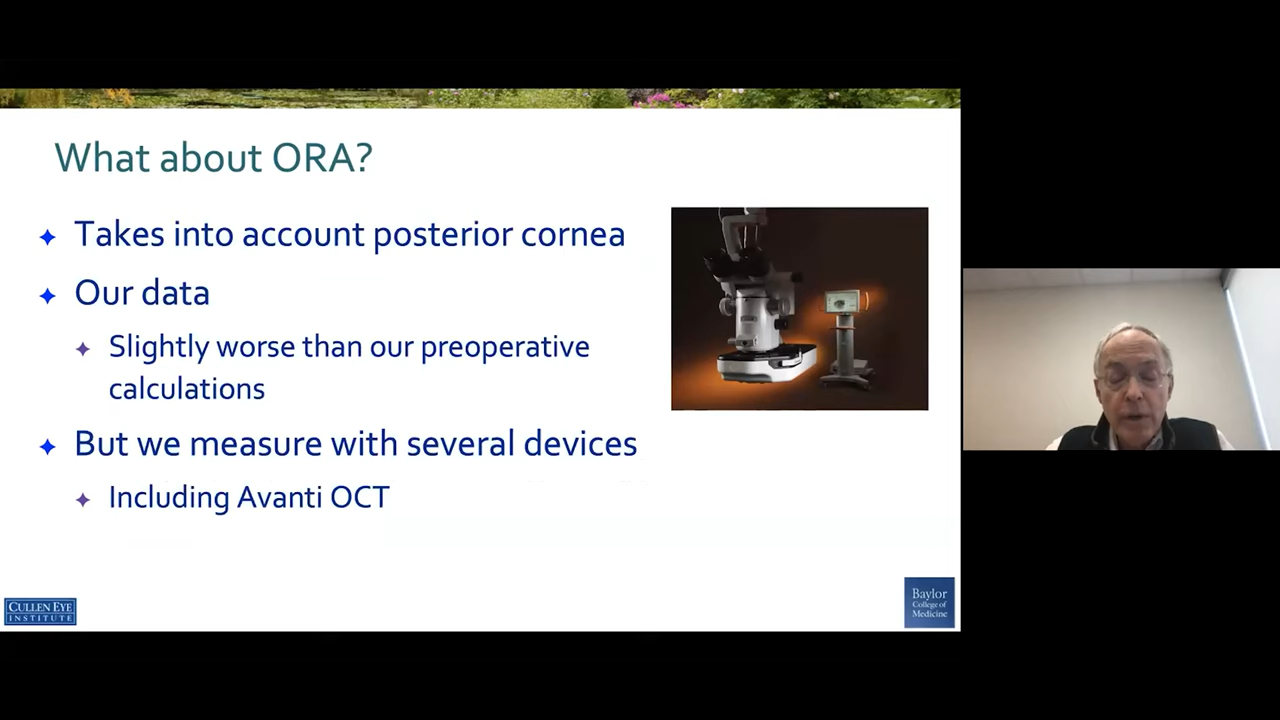 What about ORA?
Takes into account posterior cornea
Our data
Slightly worse than our preoperative
calculations
But we measure with several devices
Including Avanti OCT
CULLEN EYE
INSTITUTE
Baylor
College of
Medicine